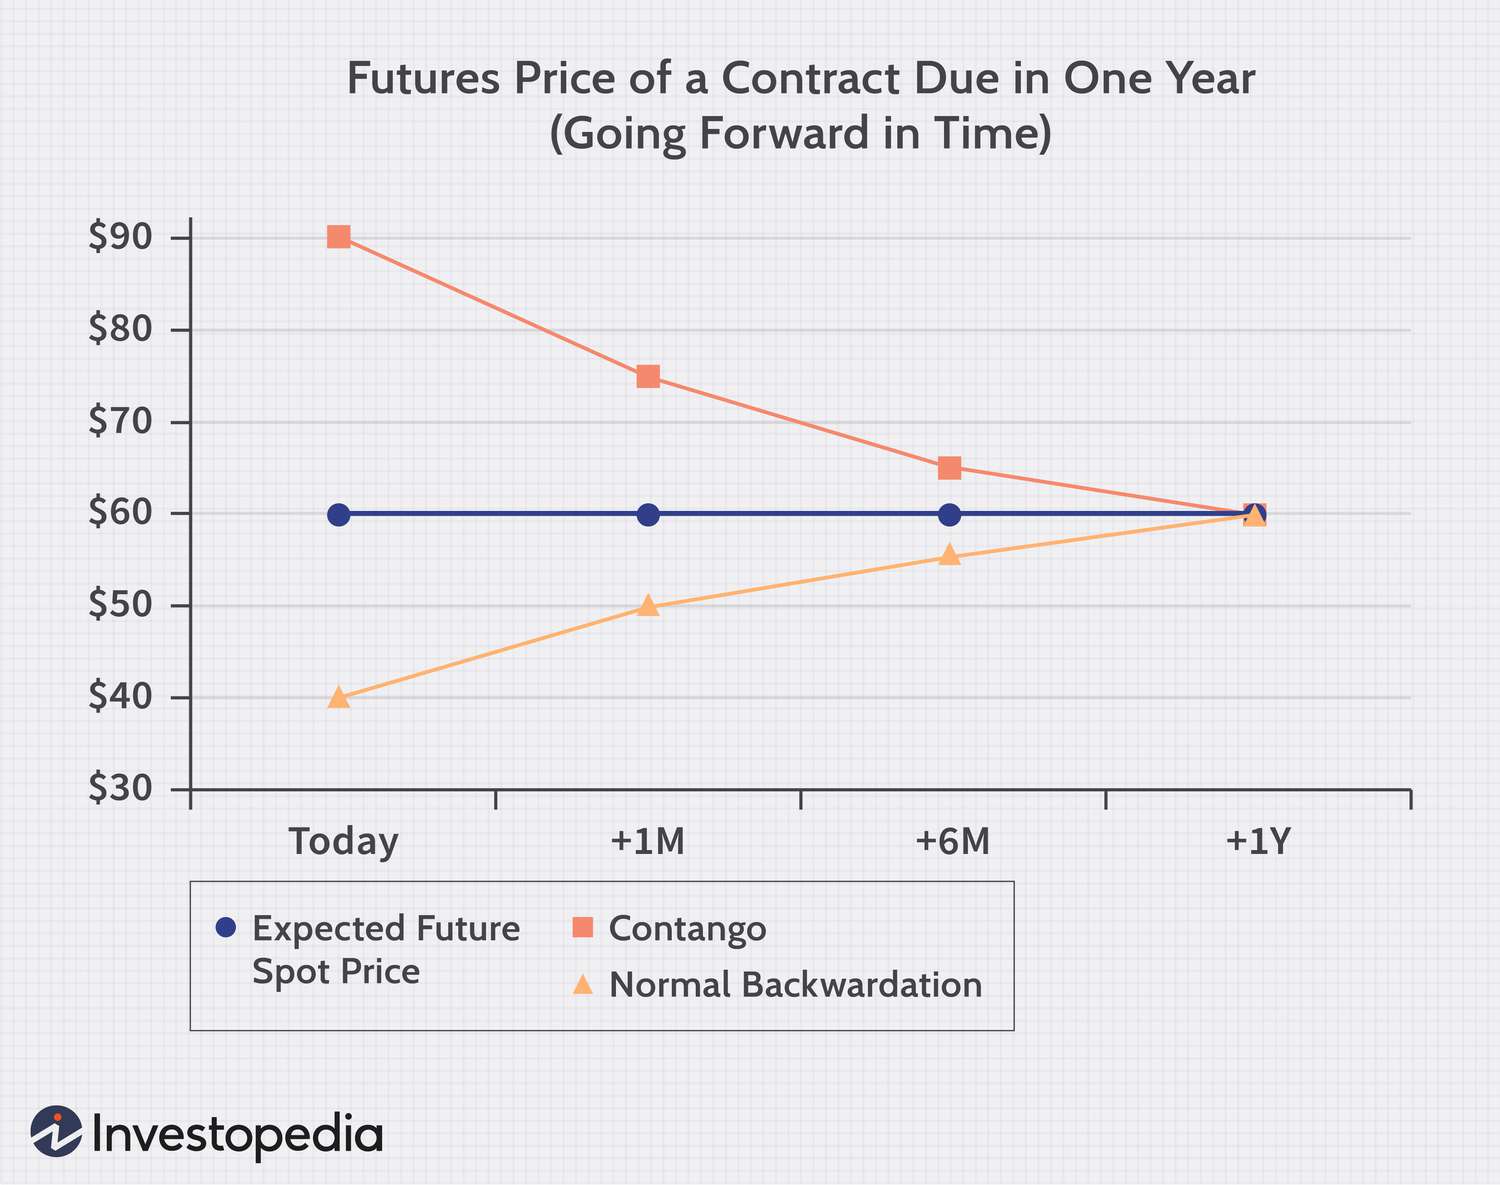 Futures Price of a Contract Due in One Year
(Going Forward in Time)
$90
$80
$70
$60
$50
$40
$30
Today +1M +6M +1Y
Expected Future
Spot Price
Contango
Normal Backwardation
Investopedia